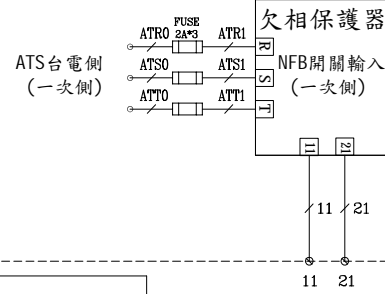 欠相保護器
FUSE
2A*3
ATR0
ATR1
R
ATS台電側
(一次側)
ATS0
ATS1
S
NFB開關輸入
(一次側)
ATT0
ATT1
T
11
21
11
21
11
21